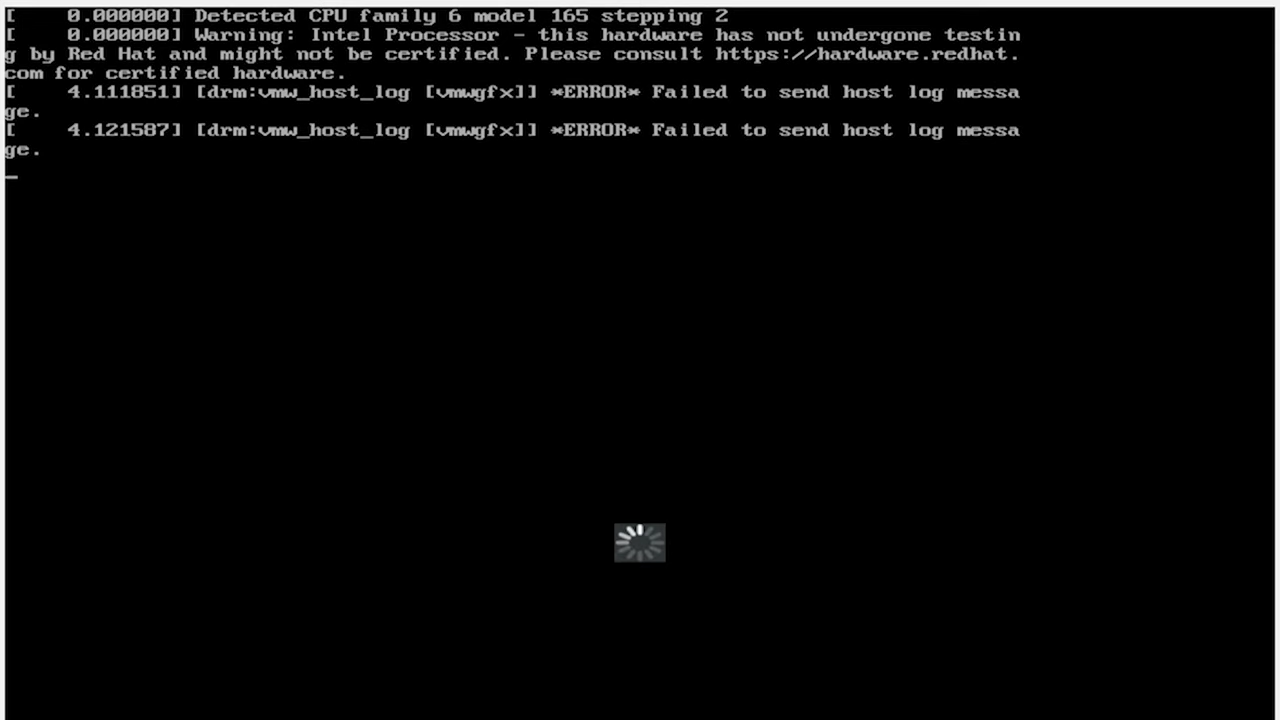 [    0.000000] Detected CPU family 6 model 165 stepping 2
[    0.000000] Warning: Intel Processor - this hardware has not undergone testin
g by Red Hat and might not be certified. Please consult https://hardware.redhat.
com for certified hardware.
[    4.111851] [drm:vmw_host_log [vmwgfx]] *ERROR* Failed to send host log messa
ge.
[    4.121587] [drm:vmw_host_log [vmwgfx]] *ERROR* Failed to send host log messa
ge.
_